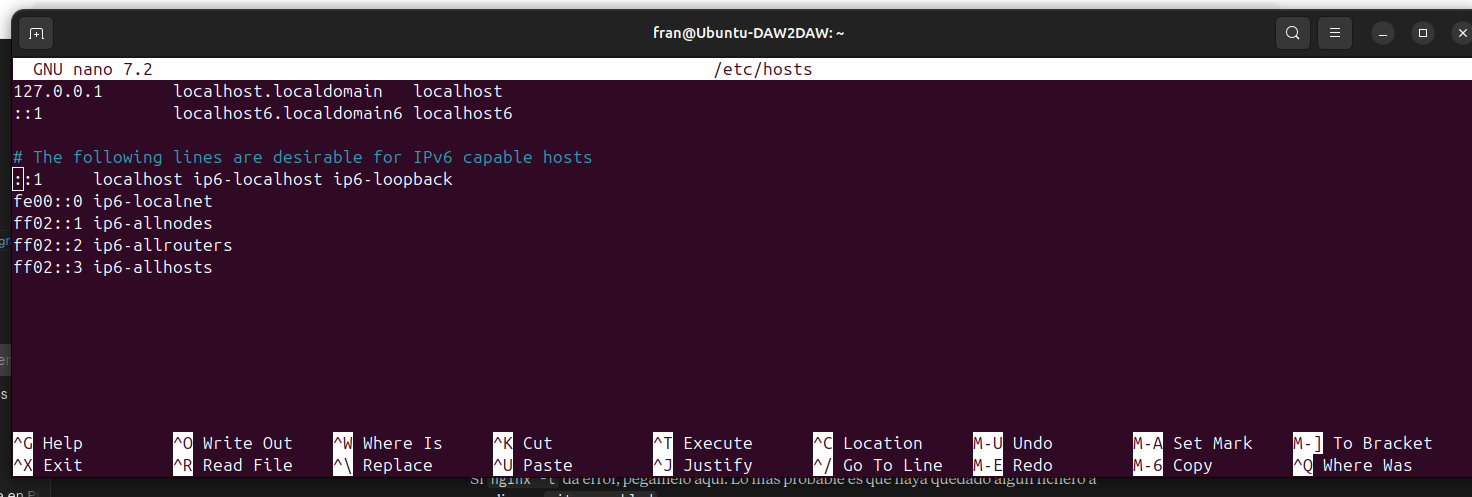 fran@Ubuntu-DAW2DAW: ~
GNU nano 7.2 /etc/hosts
127.0.0.1 localhost.localdomain localhost
::1 localhost6.localdomain6 localhost6
# The following lines are desirable for IPv6 capable hosts
::1 localhost ip6-localhost ip6-loopback
fe00::0 ip6-localnet
ff02::1 ip6-allnodes
ff02::2 ip6-allrouters
ff02::3 ip6-allhosts
^G Help ^O Write Out ^W Where Is ^K Cut ^T Execute ^C Location M-U Undo M-A Set Mark M-] To Bracket
^X Exit ^R Read File ^\ Replace ^U Paste ^J Justify ^/ Go To Line M-E Redo M-6 Copy ^Q Where Was
Si nginx -t da error, pégamelo aquí. Lo más probable es que haya quedado algún fichero a